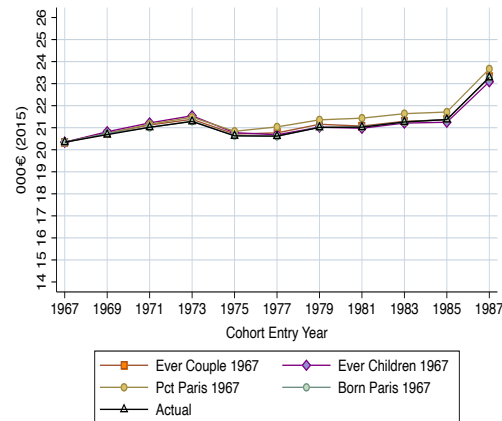 000€ (2015)
26
25
24
23
22
21
20
19
18
17
16
15
14
1967 1969 1971 1973 1975 1977 1979 1981 1983 1985 1987
Cohort Entry Year
Ever Couple 1967 Ever Children 1967
Pct Paris 1967 Born Paris 1967
Actual